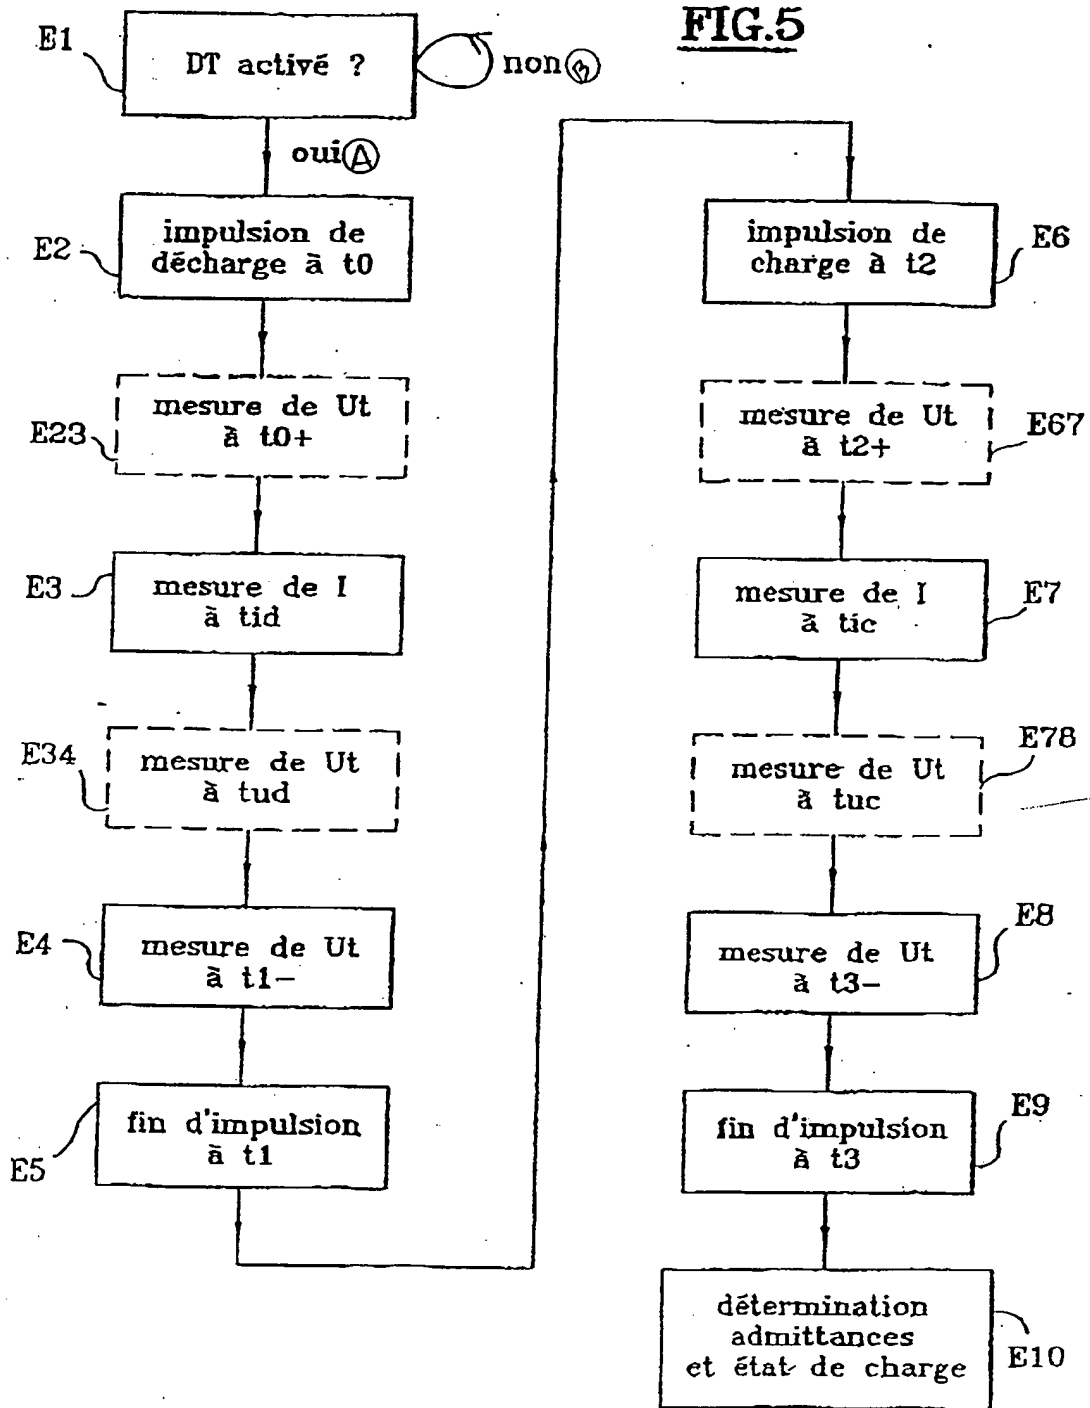 FIG.5
E1
DT activé ?
non B
oui A
E2
impulsion de
décharge à t0
E23
mesure de Ut
à t0+
E3
mesure de I
à tid
E34
mesure de Ut
à tud
E4
mesure de Ut
à t1-
E5
fin d'impulsion
à t1
impulsion de
charge à t2
E6
mesure de Ut
à t2+
E67
mesure de I
à tic
E7
mesure de Ut
à tuc
E78
mesure de Ut
à t3-
E8
fin d'impulsion
à t3
E9
détermination
admittances
et état de charge
E10